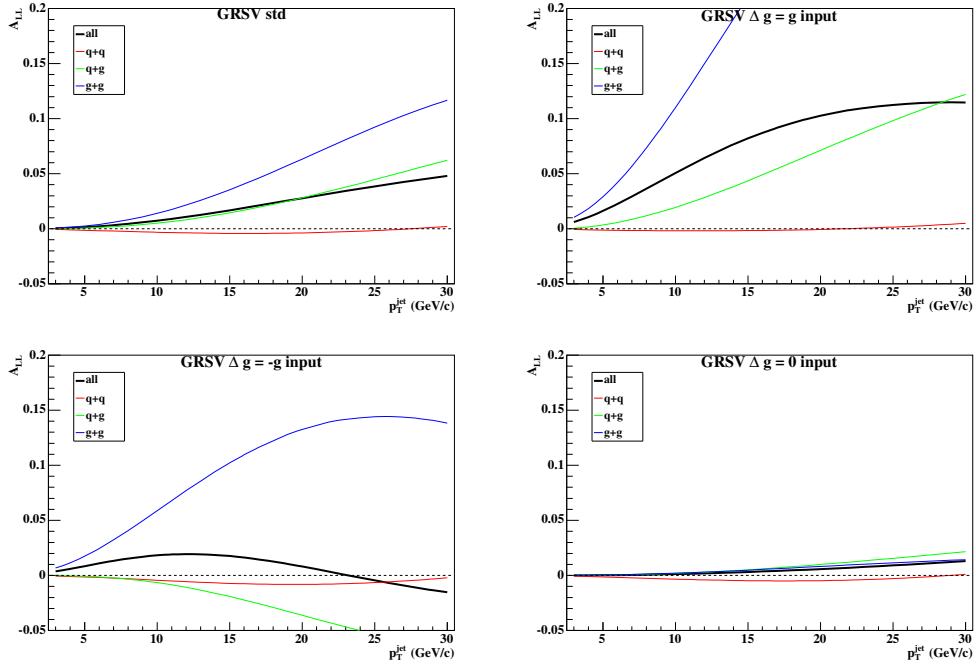 GRSV std
A_LL
0.2
0.15
0.1
0.05
0
-0.05
all
q+q
q+g
g+g
5 10 15 20 25 30
p_T^jet (GeV/c)
GRSV Δ g = g input
A_LL
0.2
0.15
0.1
0.05
0
-0.05
all
q+q
q+g
g+g
5 10 15 20 25 30
p_T^jet (GeV/c)
GRSV Δ g = -g input
A_LL
0.2
0.15
0.1
0.05
0
-0.05
all
q+q
q+g
g+g
5 10 15 20 25 30
p_T^jet (GeV/c)
GRSV Δ g = 0 input
A_LL
0.2
0.15
0.1
0.05
0
-0.05
all
q+q
q+g
g+g
5 10 15 20 25 30
p_T^jet (GeV/c)